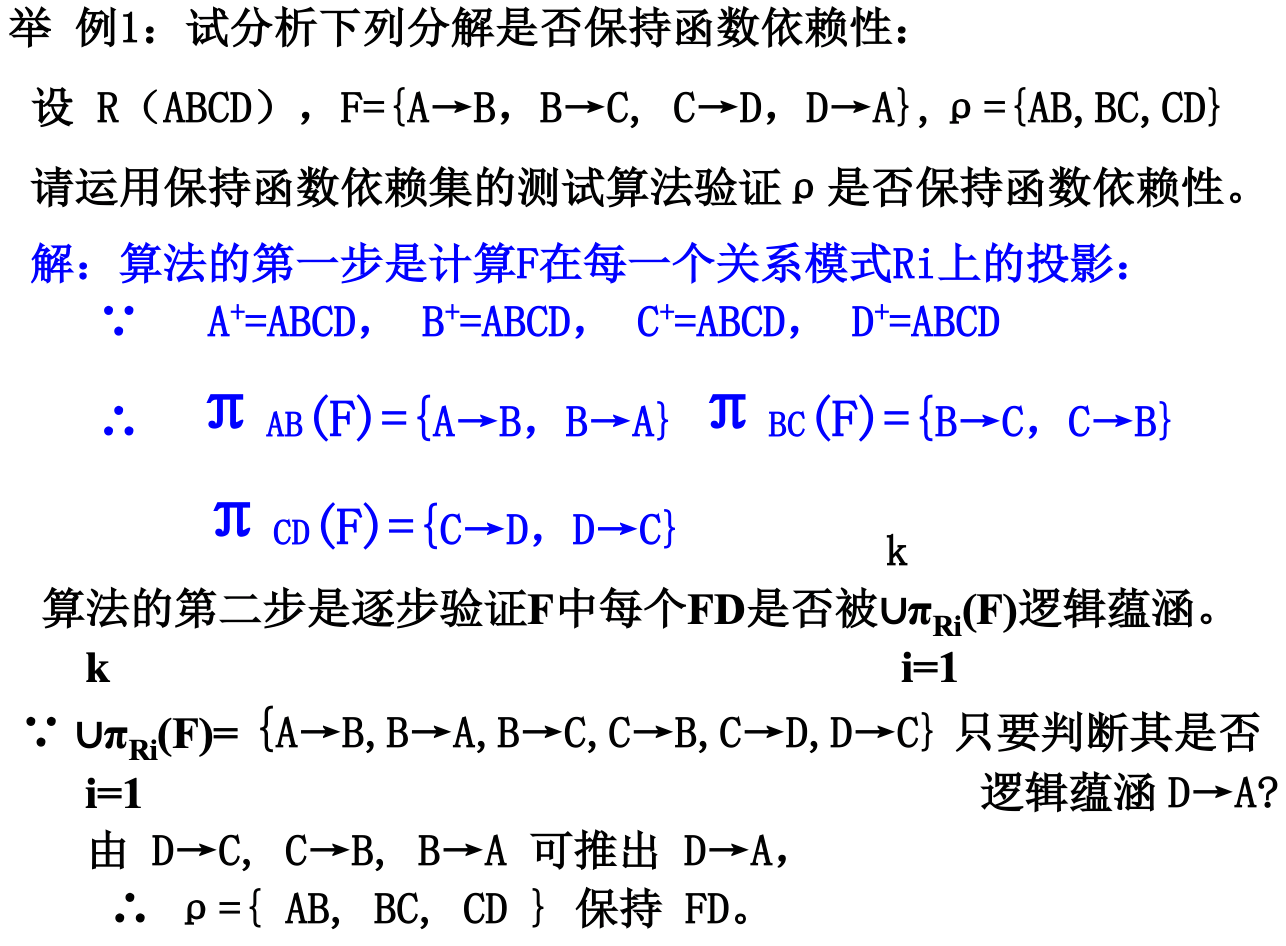 举 例1：试分析下列分解是否保持函数依赖性：
设 R（ABCD），F={A→B，B→C, C→D，D→A}, ρ={AB,BC,CD}
请运用保持函数依赖集的测试算法验证ρ是否保持函数依赖性。
解：算法的第一步是计算F在每一个关系模式Ri上的投影：
∵ A⁺=ABCD， B⁺=ABCD， C⁺=ABCD， D⁺=ABCD
∴ π AB(F)={A→B，B→A} π BC(F)={B→C，C→B}
π CD(F)={C→D，D→C}
k
算法的第二步是逐步验证F中每个FD是否被∪πRi(F)逻辑蕴涵。
k i=1
∵ ∪πRi(F)= {A→B,B→A,B→C,C→B,C→D,D→C} 只要判断其是否
i=1 逻辑蕴涵 D→A?
由 D→C, C→B, B→A 可推出 D→A，
∴ ρ={ AB, BC, CD } 保持 FD。